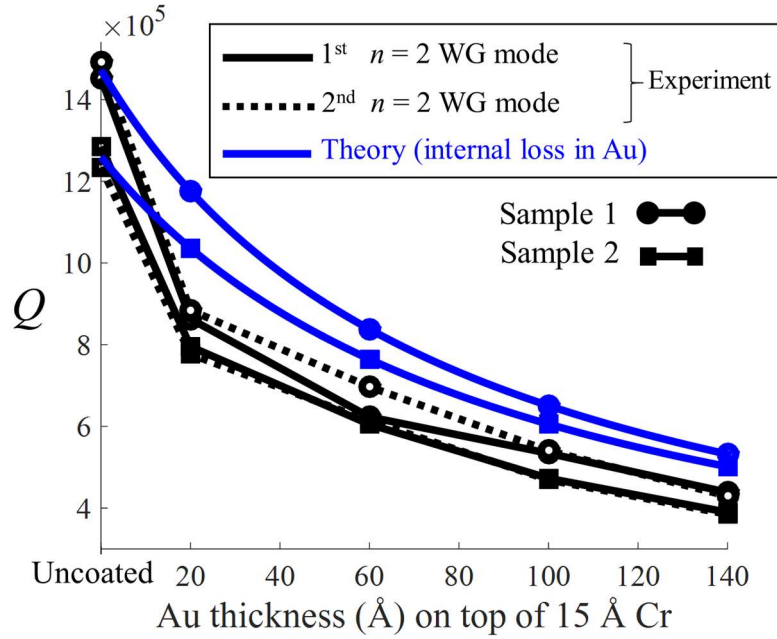 ×10⁵
1st n = 2 WG mode
2nd n = 2 WG mode
Experiment
Theory (internal loss in Au)
Sample 1
Sample 2
Q
14
12
10
8
6
4
Uncoated 20 40 60 80 100 120 140
Au thickness (Å) on top of 15 Å Cr